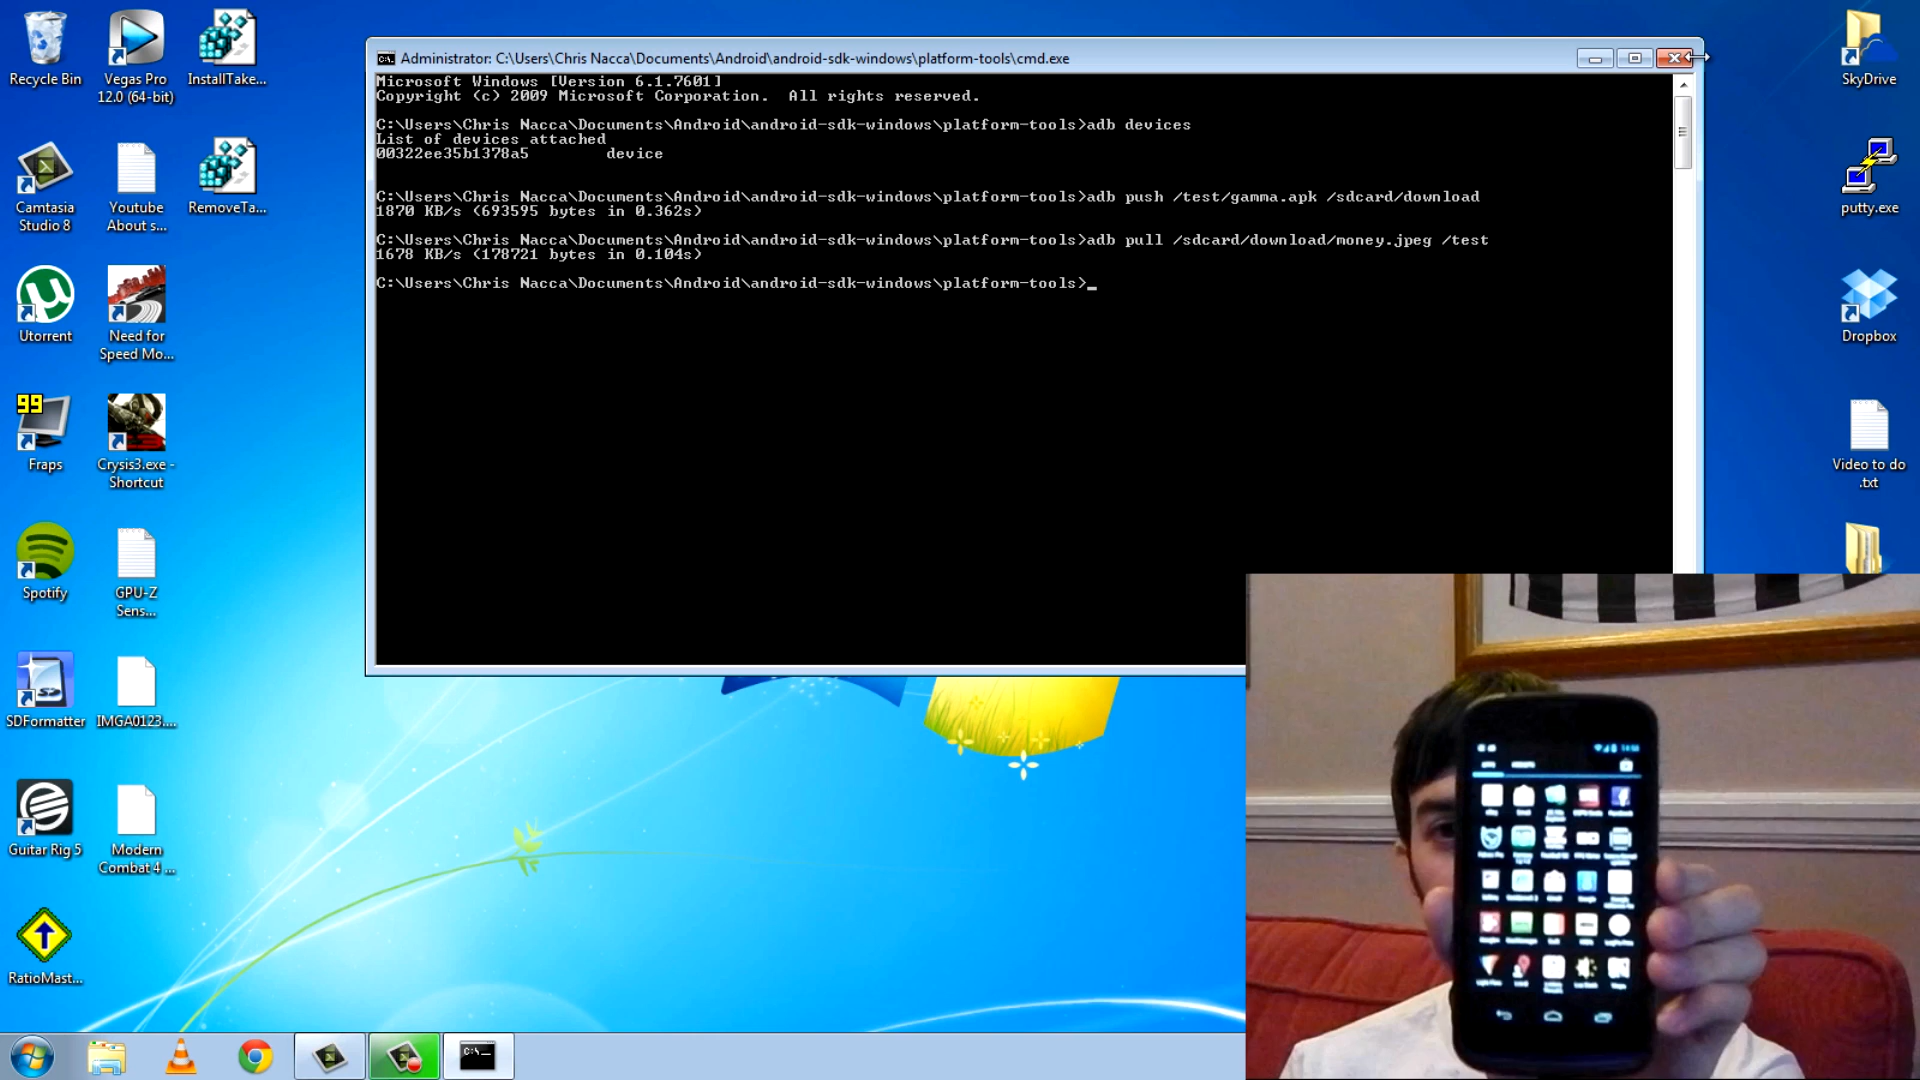 Recycle Bin
Vegas Pro
12.0 (64-bit)
InstallTake...
Camtasia
Studio 8
Youtube
About s...
RemoveTa...
Utorrent
Need for
Speed Mo...
99
Fraps
Crysis3.exe -
Shortcut
Spotify
GPU-Z
Sens...
SDFormatter
IMGA0123....
Guitar Rig 5
Modern
Combat 4 ...
RatioMast...
Administrator: C:\Users\Chris Nacca\Documents\Android\android-sdk-windows\platform-tools\cmd.exe
Microsoft Windows [Version 6.1.7601]
Copyright (c) 2009 Microsoft Corporation.  All rights reserved.
C:\Users\Chris Nacca\Documents\Android\android-sdk-windows\platform-tools>adb devices
List of devices attached
00322ee35b1378a5        device
C:\Users\Chris Nacca\Documents\Android\android-sdk-windows\platform-tools>adb push /test/gamma.apk /sdcard/download
1870 KB/s (693595 bytes in 0.362s)
C:\Users\Chris Nacca\Documents\Android\android-sdk-windows\platform-tools>adb pull /sdcard/download/money.jpeg /test
1678 KB/s (178721 bytes in 0.104s)
C:\Users\Chris Nacca\Documents\Android\android-sdk-windows\platform-tools>_
SkyDrive
putty.exe
Dropbox
Video to do
.txt